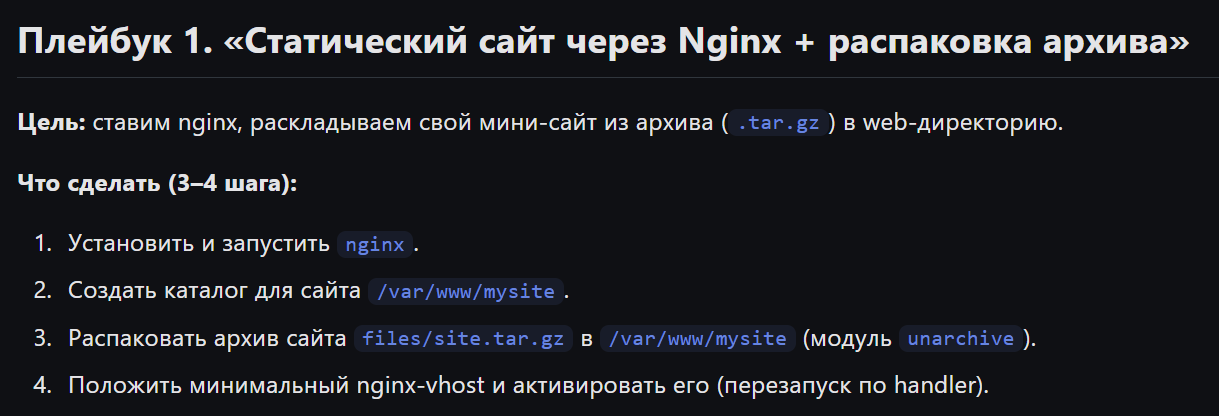 Плейбук 1. «Статический сайт через Nginx + распаковка архива»
Цель: ставим nginx, раскладываем свой мини-сайт из архива ( .tar.gz ) в web-директорию.
Что сделать (3–4 шага):
1. Установить и запустить nginx.
2. Создать каталог для сайта /var/www/mysite.
3. Распаковать архив сайта files/site.tar.gz в /var/www/mysite (модуль unarchive).
4. Положить минимальный nginx-vhost и активировать его (перезапуск по handler).